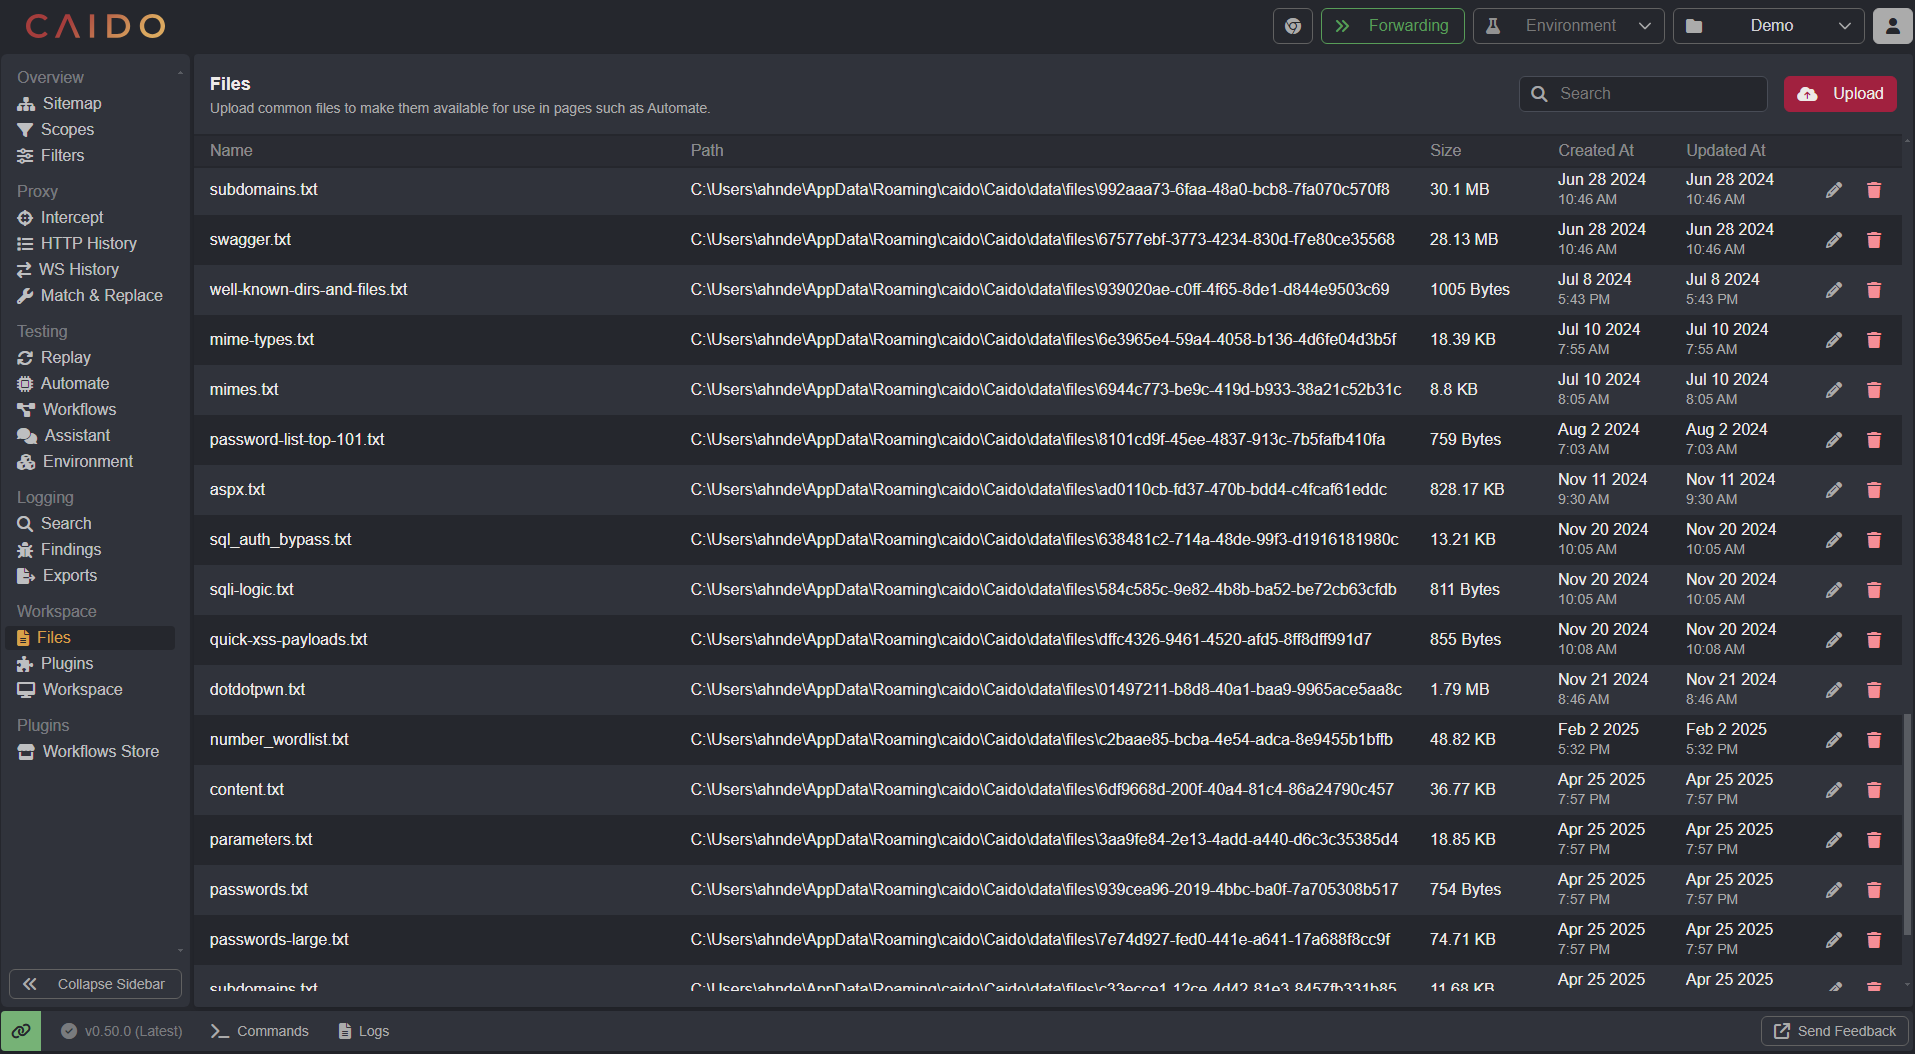 CAIDO
Forwarding
Environment
Demo
Overview
Sitemap
Scopes
Filters
Proxy
Intercept
HTTP History
WS History
Match & Replace
Testing
Replay
Automate
Workflows
Assistant
Environment
Logging
Search
Findings
Exports
Workspace
Files
Plugins
Workspace
Plugins
Workflows Store
Collapse Sidebar
Files
Upload common files to make them available for use in pages such as Automate.
Search
Upload
Name Path Size Created At Updated At
subdomains.txt C:\Users\ahnde\AppData\Roaming\caido\Caido\data\files\992aaa73-6faa-48a0-bcb8-7fa070c570f8 30.1 MB Jun 28 2024 Jun 28 2024
10:46 AM 10:46 AM
swagger.txt C:\Users\ahnde\AppData\Roaming\caido\Caido\data\files\67577ebf-3773-4234-830d-f7e80ce35568 28.13 MB Jun 28 2024 Jun 28 2024
10:46 AM 10:46 AM
well-known-dirs-and-files.txt C:\Users\ahnde\AppData\Roaming\caido\Caido\data\files\939020ae-c0ff-4f65-8de1-d844e9503c69 1005 Bytes Jul 8 2024 Jul 8 2024
5:43 PM 5:43 PM
mime-types.txt C:\Users\ahnde\AppData\Roaming\caido\Caido\data\files\6e3965e4-59a4-4058-b136-4d6fe04d3b5f 18.39 KB Jul 10 2024 Jul 10 2024
7:55 AM 7:55 AM
mimes.txt C:\Users\ahnde\AppData\Roaming\caido\Caido\data\files\6944c773-be9c-419d-b933-38a21c52b31c 8.8 KB Jul 10 2024 Jul 10 2024
8:05 AM 8:05 AM
password-list-top-101.txt C:\Users\ahnde\AppData\Roaming\caido\Caido\data\files\8101cd9f-45ee-4837-913c-7b5fafb410fa 759 Bytes Aug 2 2024 Aug 2 2024
7:03 AM 7:03 AM
aspx.txt C:\Users\ahnde\AppData\Roaming\caido\Caido\data\files\ad0110cb-fd37-470b-bdd4-c4fcaf61eddc 828.17 KB Nov 11 2024 Nov 11 2024
9:30 AM 9:30 AM
sql_auth_bypass.txt C:\Users\ahnde\AppData\Roaming\caido\Caido\data\files\638481c2-714a-48de-99f3-d1916181980c 13.21 KB Nov 20 2024 Nov 20 2024
10:05 AM 10:05 AM
sqli-logic.txt C:\Users\ahnde\AppData\Roaming\caido\Caido\data\files\584c585c-9e82-4b8b-ba52-be72cb63cfdb 811 Bytes Nov 20 2024 Nov 20 2024
10:05 AM 10:05 AM
quick-xss-payloads.txt C:\Users\ahnde\AppData\Roaming\caido\Caido\data\files\dffc4326-9461-4520-afd5-8ff8dff991d7 855 Bytes Nov 20 2024 Nov 20 2024
10:08 AM 10:08 AM
dotdotpwn.txt C:\Users\ahnde\AppData\Roaming\caido\Caido\data\files\01497211-b8d8-40a1-baa9-9965ace5aa8c 1.79 MB Nov 21 2024 Nov 21 2024
8:46 AM 8:46 AM
number_wordlist.txt C:\Users\ahnde\AppData\Roaming\caido\Caido\data\files\c2baae85-bcba-4e54-adca-8e9455b1bffb 48.82 KB Feb 2 2025 Feb 2 2025
5:32 PM 5:32 PM
content.txt C:\Users\ahnde\AppData\Roaming\caido\Caido\data\files\6df9668d-200f-40a4-81c4-86a24790c457 36.77 KB Apr 25 2025 Apr 25 2025
7:57 PM 7:57 PM
parameters.txt C:\Users\ahnde\AppData\Roaming\caido\Caido\data\files\3aa9fe84-2e13-4add-a440-d6c3c35385d4 18.85 KB Apr 25 2025 Apr 25 2025
7:57 PM 7:57 PM
passwords.txt C:\Users\ahnde\AppData\Roaming\caido\Caido\data\files\939cea96-2019-4bbc-ba0f-7a705308b517 754 Bytes Apr 25 2025 Apr 25 2025
7:57 PM 7:57 PM
passwords-large.txt C:\Users\ahnde\AppData\Roaming\caido\Caido\data\files\7e74d927-fed0-441e-a641-17a688f8cc9f 74.71 KB Apr 25 2025 Apr 25 2025
7:57 PM 7:57 PM
subdomains.txt C:\Users\ahnde\AppData\Roaming\caido\Caido\data\files\c33ecce1-12ce-4d42-81e3-8457fb331b85 11.68 KB Apr 25 2025 Apr 25 2025
v0.50.0 (Latest)
Commands
Logs
Send Feedback